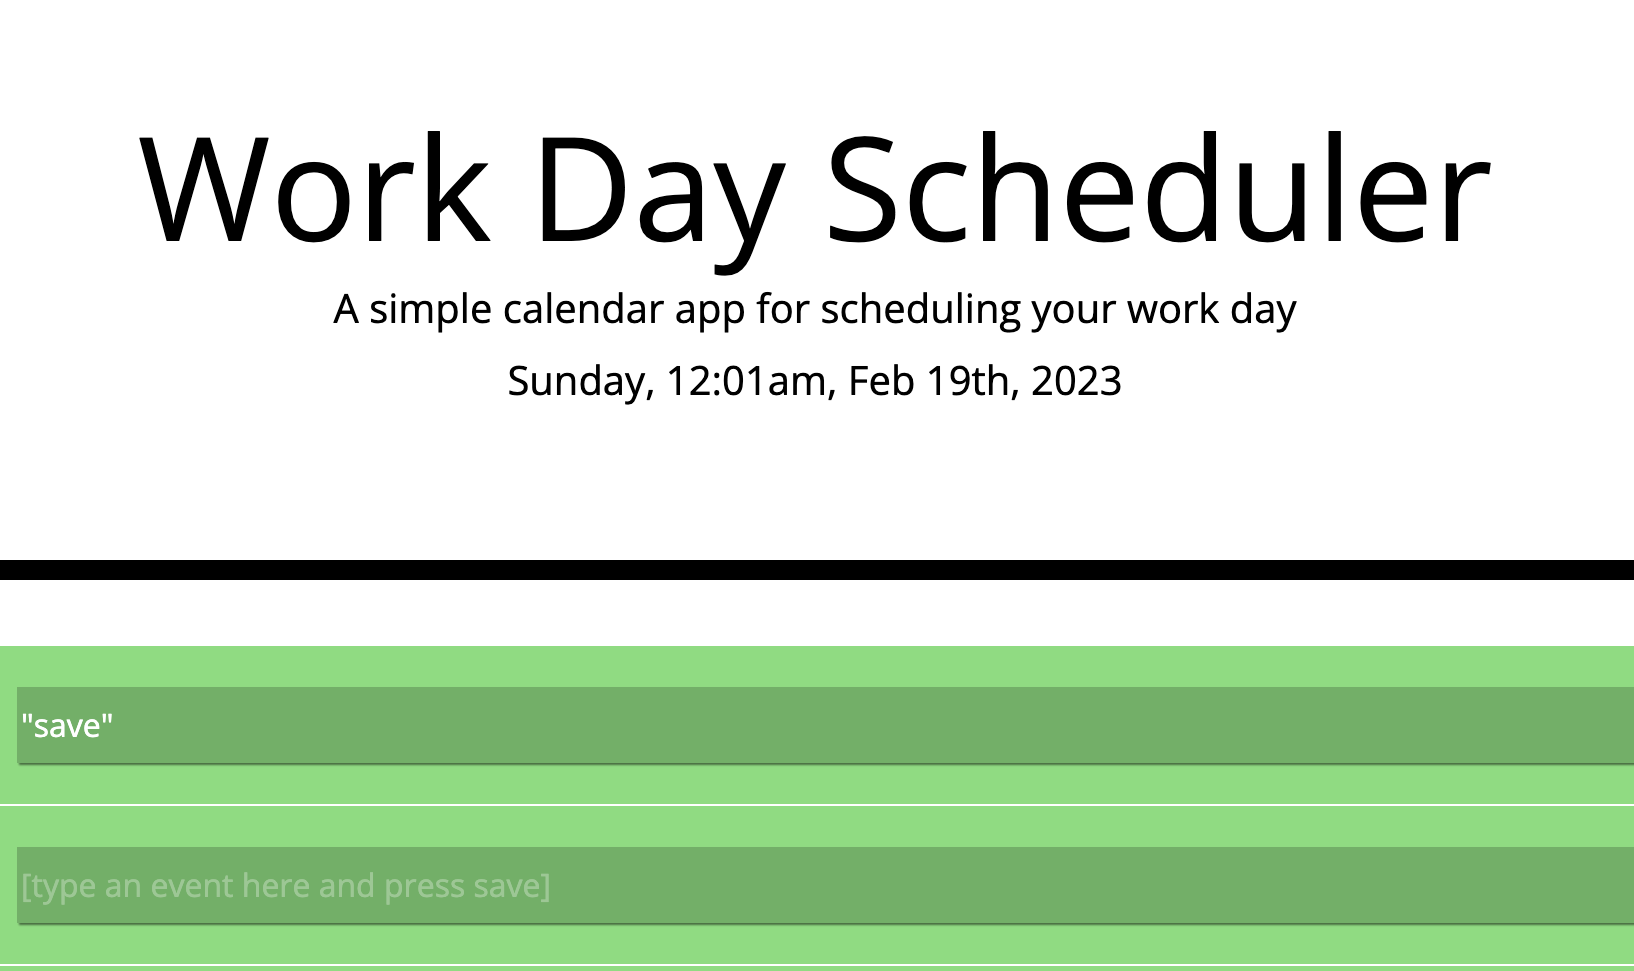 Work Day Scheduler
A simple calendar app for scheduling your work day
Sunday, 12:01am, Feb 19th, 2023
"save"
[type an event here and press save]